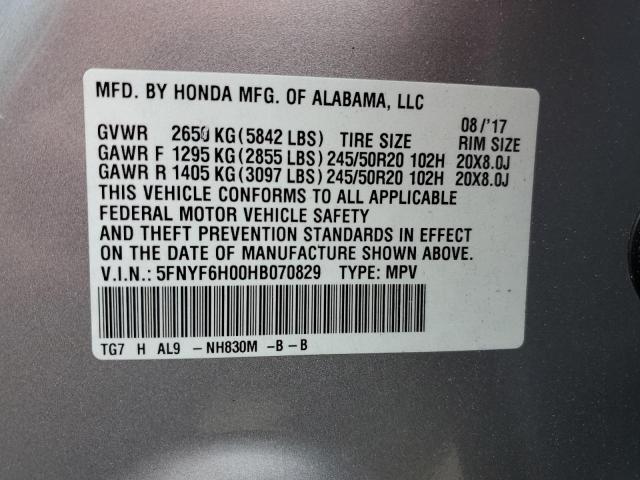 MFD. BY HONDA MFG. OF ALABAMA, LLC
08/'17
GVWR 2650 KG(5842 LBS) TIRE SIZE RIM SIZE
GAWR F 1295 KG(2855 LBS)245/50R20 102H 20X8.0J
GAWR R 1405 KG(3097 LBS)245/50R20 102H 20X8.0J
THIS VEHICLE CONFORMS TO ALL APPLICABLE
FEDERAL MOTOR VEHICLE SAFETY
AND THEFT PREVENTION STANDARDS IN EFFECT
ON THE DATE OF MANUFACTURE SHOWN ABOVE.
V.I.N.: 5FNYF6H00HB070829 TYPE: MPV
TG7 H AL9 - NH830M -B - B